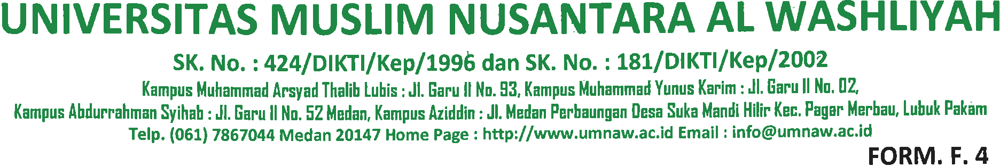 UNIVERSITAS MUSLIM NUSANTARA AL WASHLIYAH
SK. No. : 424/DIKTI/Kep/1996 dan SK. No. : 181/DIKTI/Kep/2002
Kampus Muhammad Arsyad Thalib Lubis : Jl. Garu II No. 93, Kampus Muhammad Yunus Karim : Jl. Garu II No. 02,
Kampus Abdurrahman Syihab : Jl. Garu II No. 52 Medan, Kampus Aziddin : Jl. Medan Perbaungan Desa Suka Mandi Hilir Kec. Pagar Merbau, Lubuk Pakam
Telp. (061) 7867044 Medan 20147 Home Page : http://www.umnaw.ac.id Email : info@umnaw.ac.id
FORM. F. 4